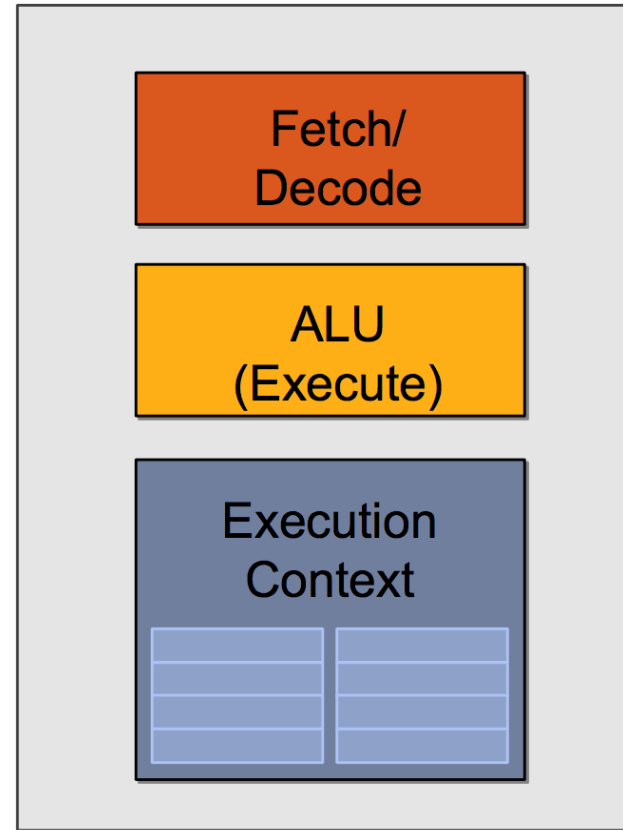 Fetch/
Decode
ALU
(Execute)
Execution
Context